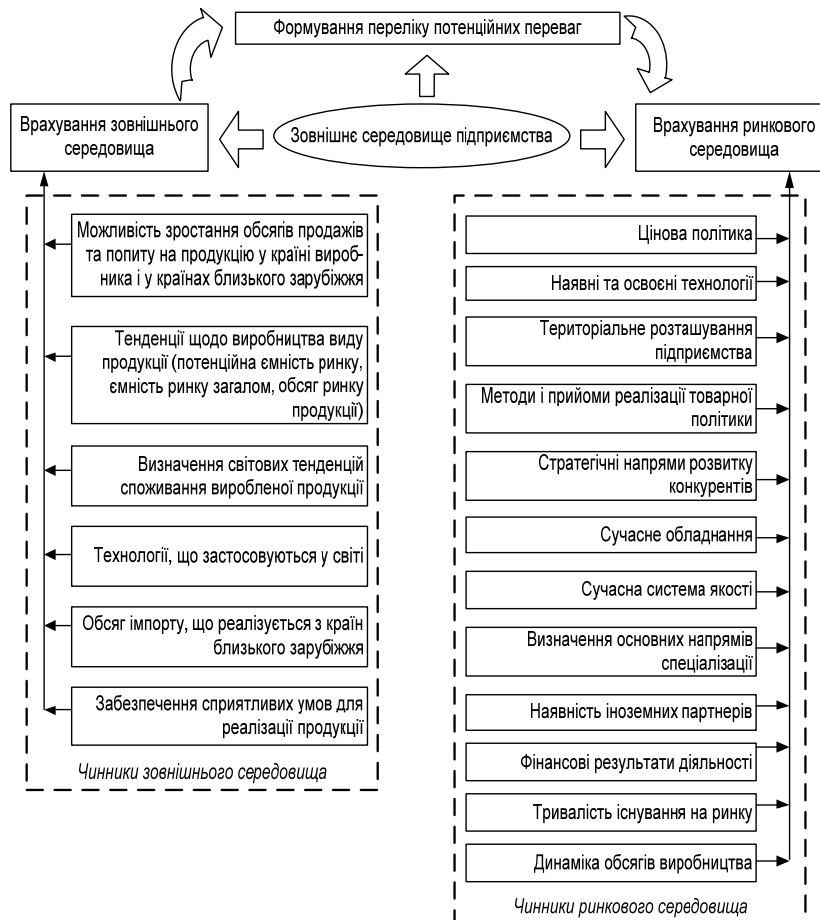 Формування переліку потенційних переваг
Врахування зовнішнього
середовища
Зовнішнє середовище підприємства
Врахування ринкового
середовища
Можливість зростання обсягів продажів
та попиту на продукцію у країні вироб-
ника і у країнах близького зарубіжжя
Тенденції щодо виробництва виду
продукції (потенційна ємність ринку,
ємність ринку загалом, обсяг ринку
продукції)
Визначення світових тенденцій
споживання виробленої продукції
Технології, що застосовуються у світі
Обсяг імпорту, що реалізується з країн
близького зарубіжжя
Забезпечення сприятливих умов для
реалізації продукції
Чинники зовнішнього середовища
Цінова політика
Наявні та освоєні технології
Територіальне розташування
підприємства
Методи і прийоми реалізації товарної
політики
Стратегічні напрями розвитку
конкурентів
Сучасне обладнання
Сучасна система якості
Визначення основних напрямів
спеціалізації
Наявність іноземних партнерів
Фінансові результати діяльності
Тривалість існування на ринку
Динаміка обсягів виробництва
Чинники ринкового середовища